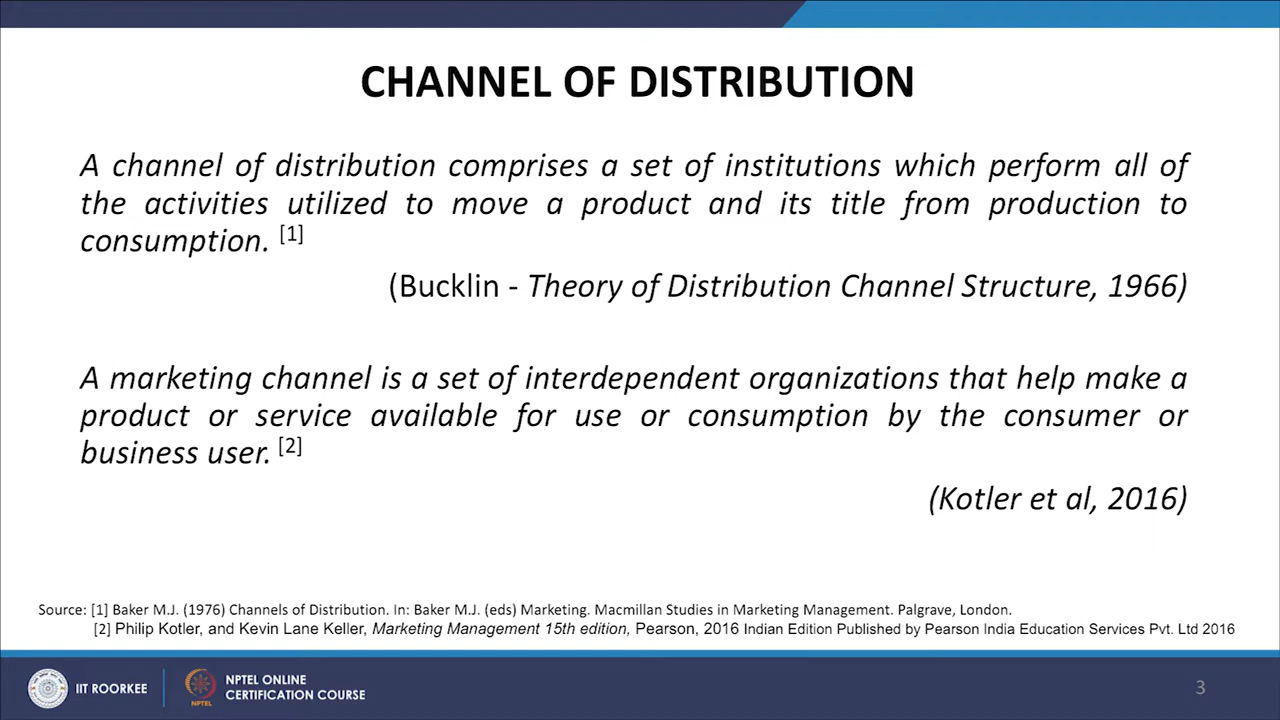 CHANNEL OF DISTRIBUTION
A channel of distribution comprises a set of institutions which perform all of
the activities utilized to move a product and its title from production to
consumption. [1]
(Bucklin - Theory of Distribution Channel Structure, 1966)
A marketing channel is a set of interdependent organizations that help make a
product or service available for use or consumption by the consumer or
business user. [2]
(Kotler et al, 2016)
Source: [1] Baker M.J. (1976) Channels of Distribution. In: Baker M.J. (eds) Marketing. Macmillan Studies in Marketing Management. Palgrave, London.
[2] Philip Kotler, and Kevin Lane Keller, Marketing Management 15th edition, Pearson, 2016 Indian Edition Published by Pearson India Education Services Pvt. Ltd 2016
IIT ROORKEE
NPTEL
NPTEL ONLINE
CERTIFICATION COURSE
3